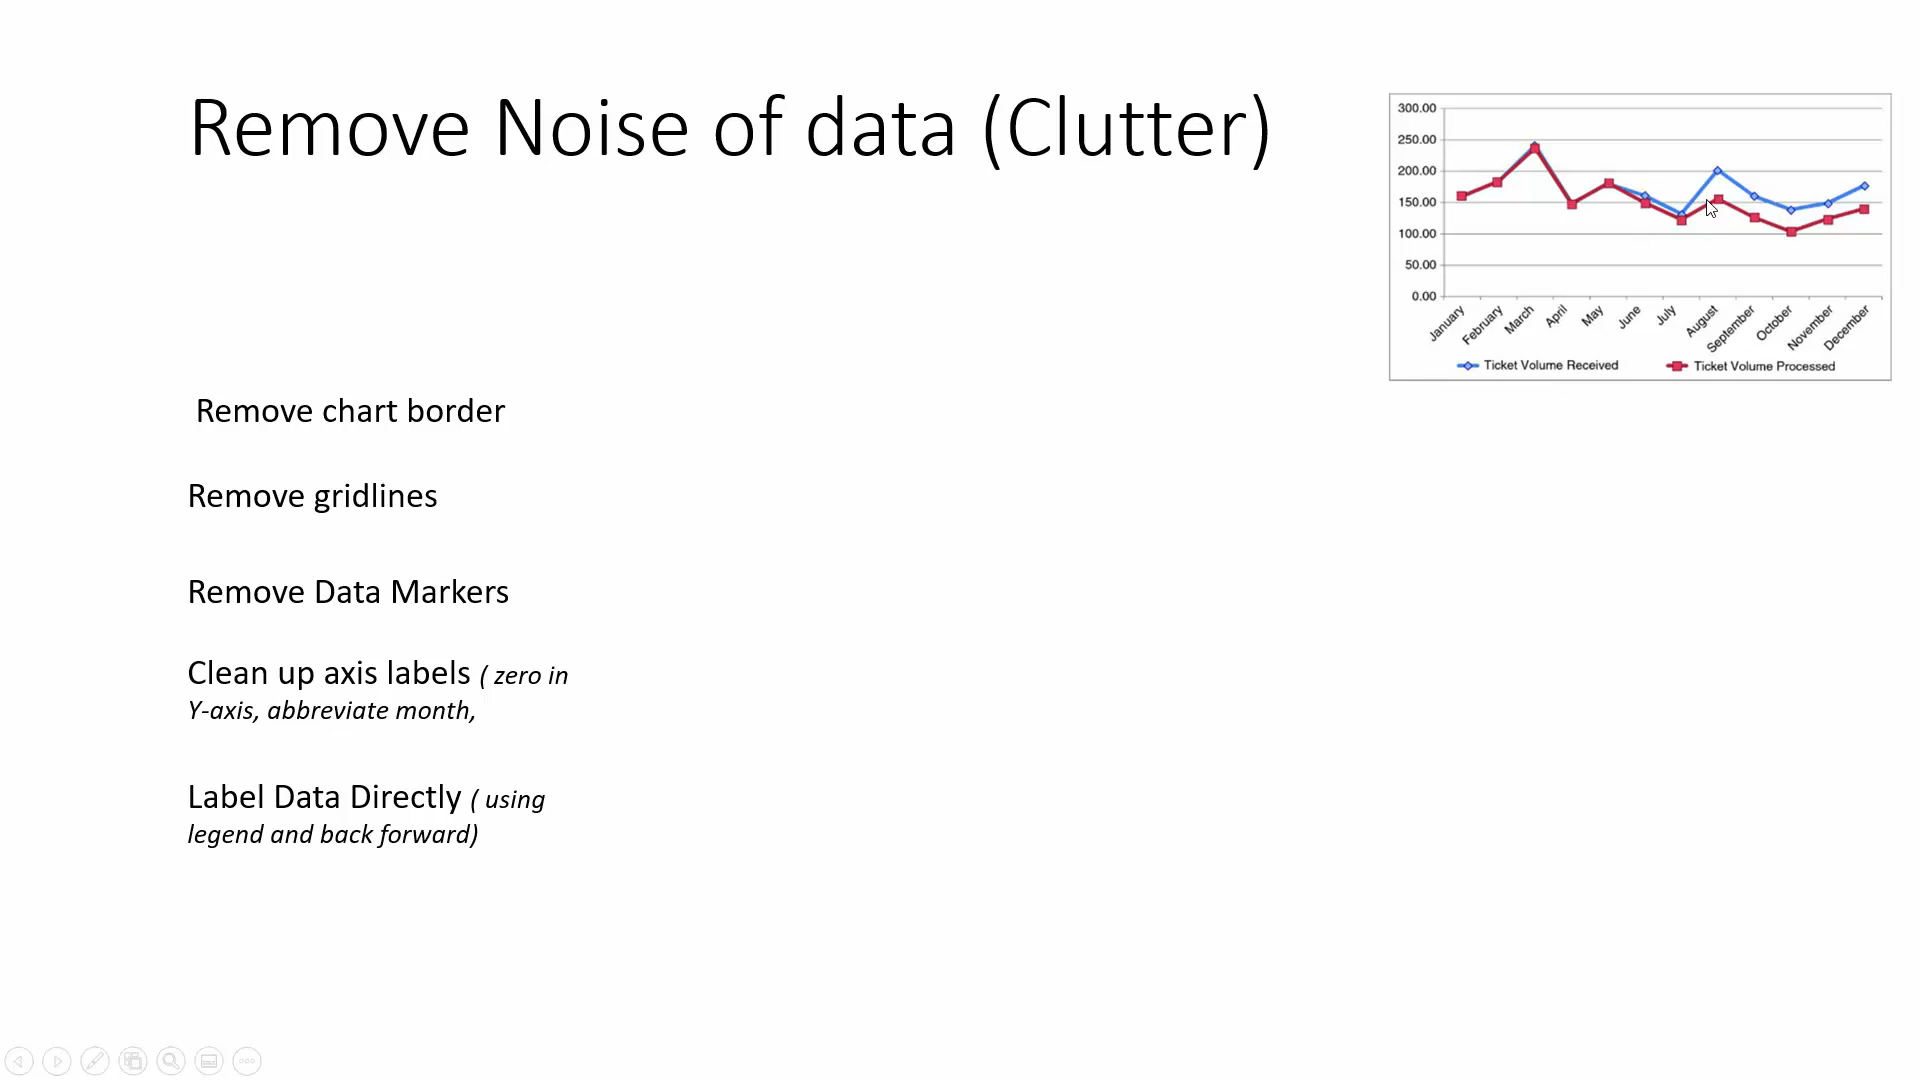 Remove Noise of data (Clutter)
300.00
250.00
200.00
150.00
100.00
50.00
0.00
January
February
March
April
May
June
July
August
September
October
November
December
Ticket Volume Received
Ticket Volume Processed
Remove chart border
Remove gridlines
Remove Data Markers
Clean up axis labels ( zero in
Y-axis, abbreviate month,
Label Data Directly ( using
legend and back forward)